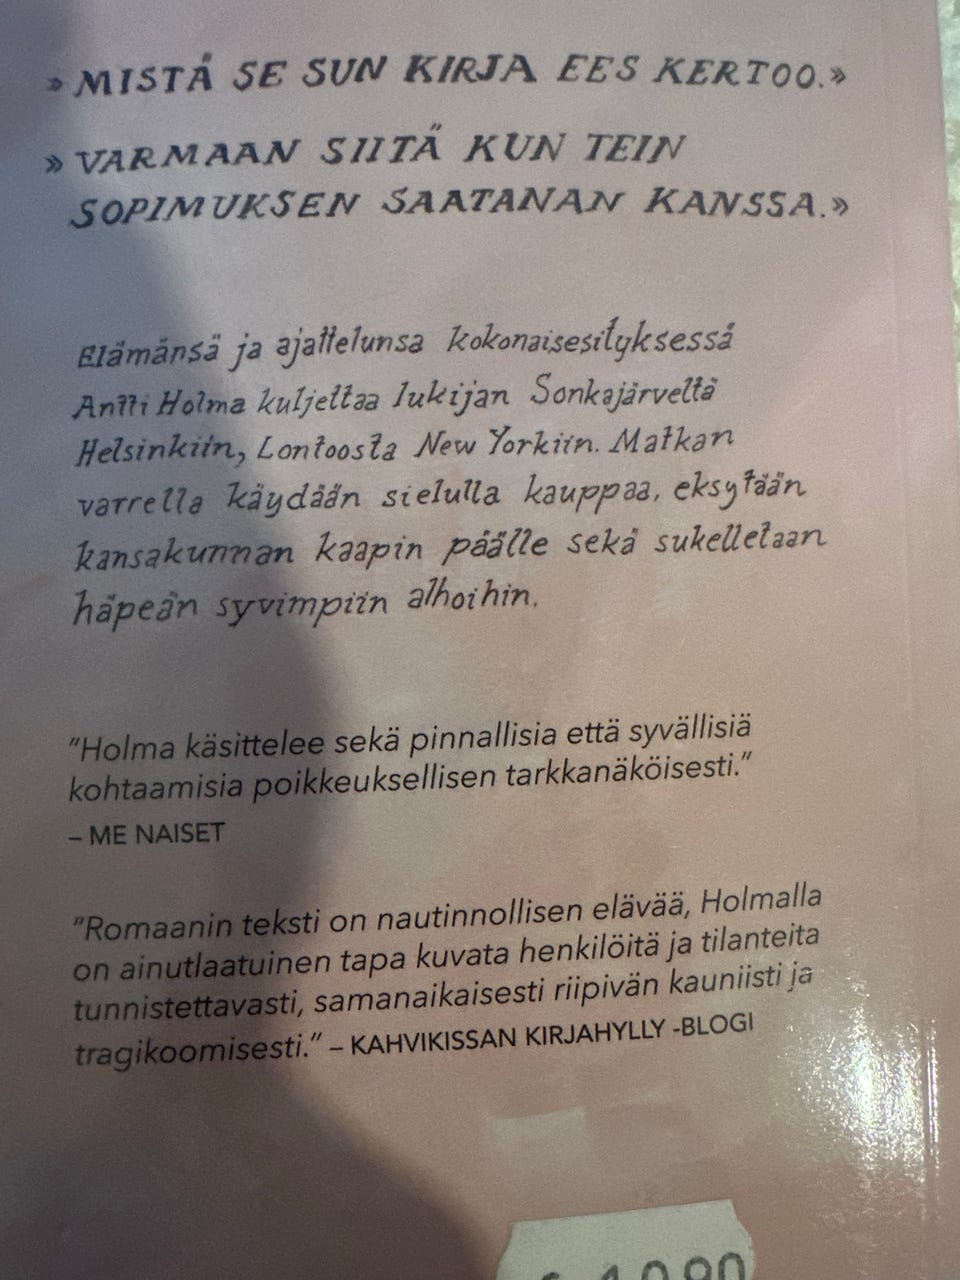 » MISTÄ SE SUN KIRJA EES KERTOO.»
» VARMAAN SIITÄ KUN TEIN
SOPIMUKSEN SAATANAN KANSSA.»
Elämänsä ja ajattelunsa kokonaisesityksessä
Antti Holma kuljettaa lukijan Sonkajärveltä
Helsinkiin, Lontoosta New Yorkiin. Matkan
varrella käydään sielulla kauppaa, eksytään
kansakunnan kaapin päälle sekä sukelletaan
häpeän syvimpiin alhoihin.
"Holma käsittelee sekä pinnallisia että syvällisiä
kohtaamisia poikkeuksellisen tarkkanäköisesti."
– ME NAISET
"Romaanin teksti on nautinnollisen elävää, Holmalla
on ainutlaatuinen tapa kuvata henkilöitä ja tilanteita
tunnistettavasti, samanaikaisesti riipivän kauniisti ja
tragikoomisesti." – KAHVIKISSAN KIRJAHYLLY -BLOGI